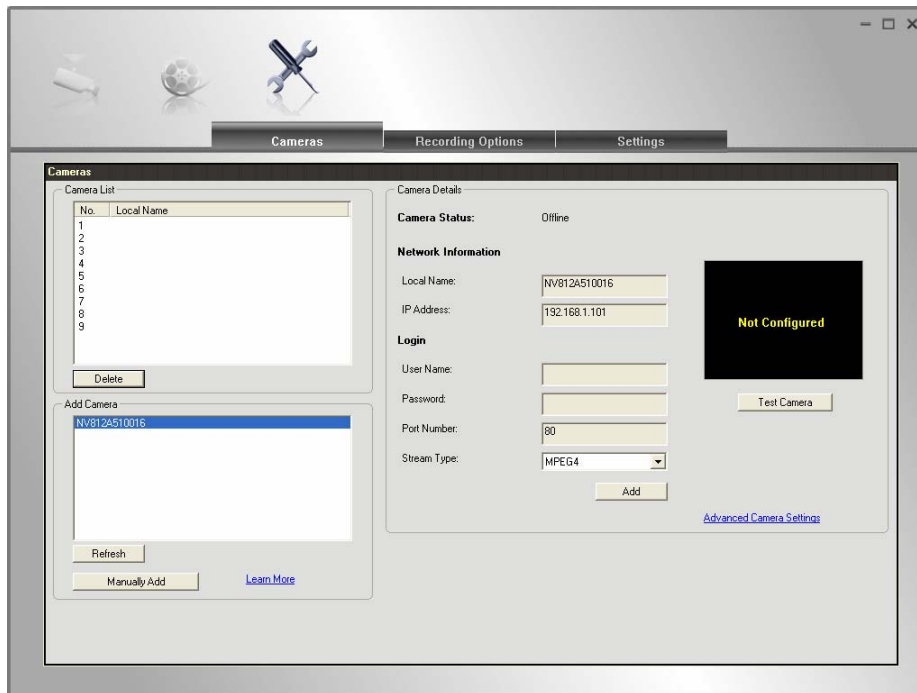 Cameras
Recording Options
Settings
Cameras
Camera List
No. Local Name
1
2
3
4
5
6
7
8
9
Delete
Add Camera
NV812A510016
Refresh
Manually Add
Learn More
Camera Details
Camera Status: Offline
Network Information
Local Name: NV812A510016
IP Address: 192.168.1.101
Login
User Name:
Password:
Port Number: 80
Stream Type: MPEG4
Add
Not Configured
Test Camera
Advanced Camera Settings